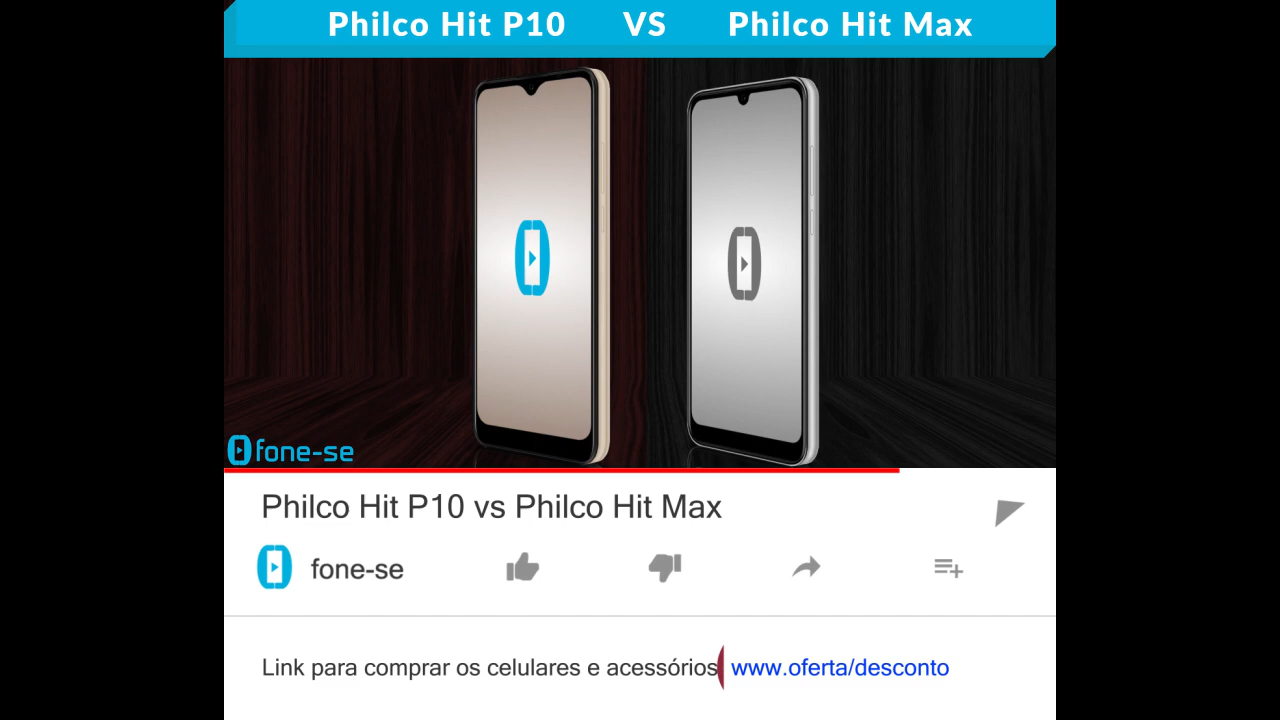 Philco Hit P10 VS Philco Hit Max
fone-se
Philco Hit P10 vs Philco Hit Max
fone-se
Link para comprar os celulares e acessórios www.oferta/desconto